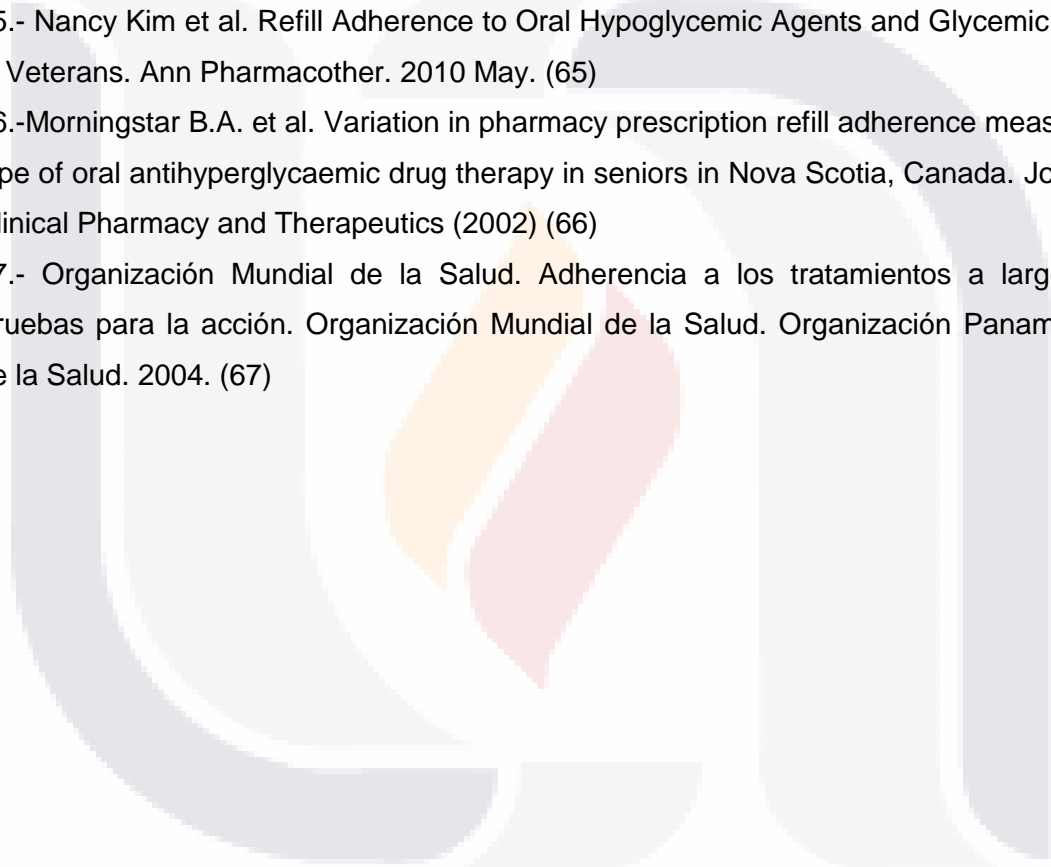 5.- Nancy Kim et al. Refill Adherence to Oral Hypoglycemic Agents and Glycemic
Veterans. Ann Pharmacother. 2010 May. (65)
6.-Morningstar B.A. et al. Variation in pharmacy prescription refill adherence meas
pe of oral antihyperglycaemic drug therapy in seniors in Nova Scotia, Canada. Jo
linical Pharmacy and Therapeutics (2002) (66)
7.- Organización Mundial de la Salud. Adherencia a los tratamientos a larg
ruebas para la acción. Organización Mundial de la Salud. Organización Panam
e la Salud. 2004. (67)